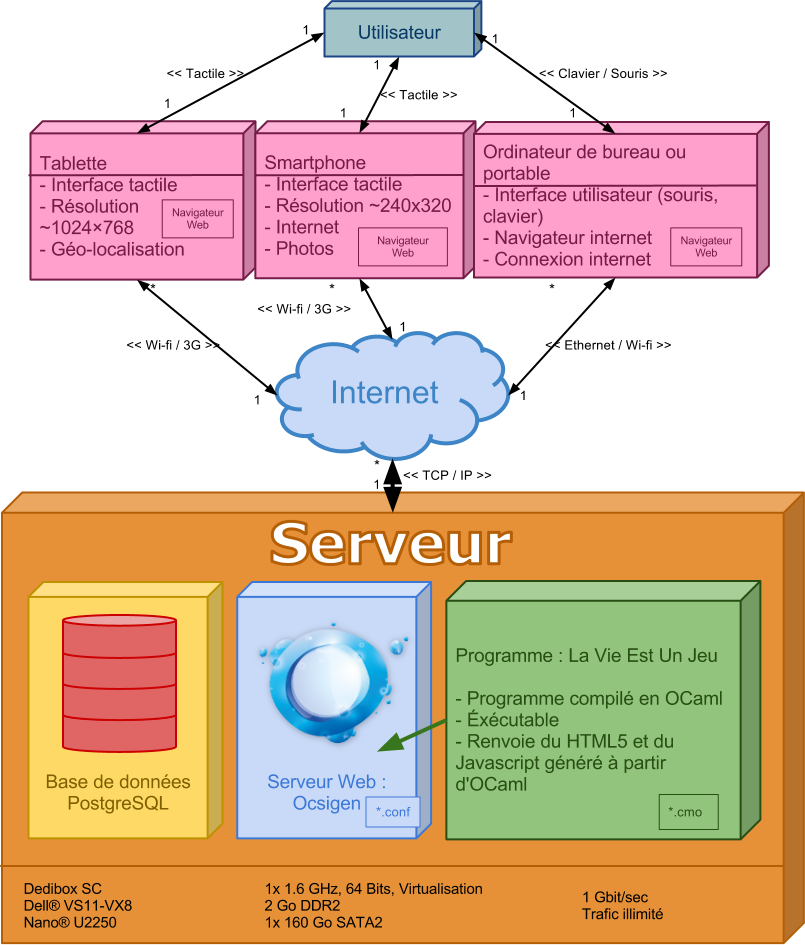 Utilisateur
1
1
1
<< Tactile >>
<< Tactile >>
<< Clavier / Souris >>
1
1
1
Tablette
- Interface tactile
- Résolution
~1024×768
- Géo-localisation
Navigateur
Web
Smartphone
- Interface tactile
- Résolution ~240x320
- Internet
- Photos
Navigateur
Web
Ordinateur de bureau ou
portable
- Interface utilisateur (souris,
clavier)
- Navigateur internet
- Connexion internet
Navigateur
Web
*
*
*
<< Wi-fi / 3G >>
<< Wi-fi / 3G >>
<< Ethernet / Wi-fi >>
1
1
1
Internet
*
<< TCP / IP >>
1
Serveur
Base de données
PostgreSQL
Serveur Web :
Ocsigen
*.conf
Programme : La Vie Est Un Jeu
- Programme compilé en OCaml
- Éxécutable
- Renvoie du HTML5 et du
Javascript généré à partir
d'OCaml
*.cmo
Dedibox SC
Dell® VS11-VX8
Nano® U2250
1x 1.6 GHz, 64 Bits, Virtualisation
2 Go DDR2
1x 160 Go SATA2
1 Gbit/sec
Trafic illimité